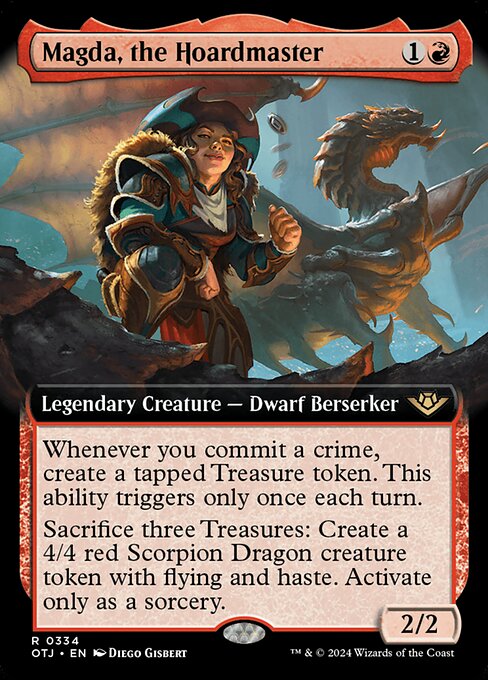 Magda, the Hoardmaster 1
Legendary Creature — Dwarf Berserker
Whenever you commit a crime,
create a tapped Treasure token. This
ability triggers only once each turn.
Sacrifice three Treasures: Create a
4/4 red Scorpion Dragon creature
token with flying and haste. Activate
only as a sorcery.
2/2
R 0334
OTJ • EN Diego Gisbert
™ & © 2024 Wizards of the Coast